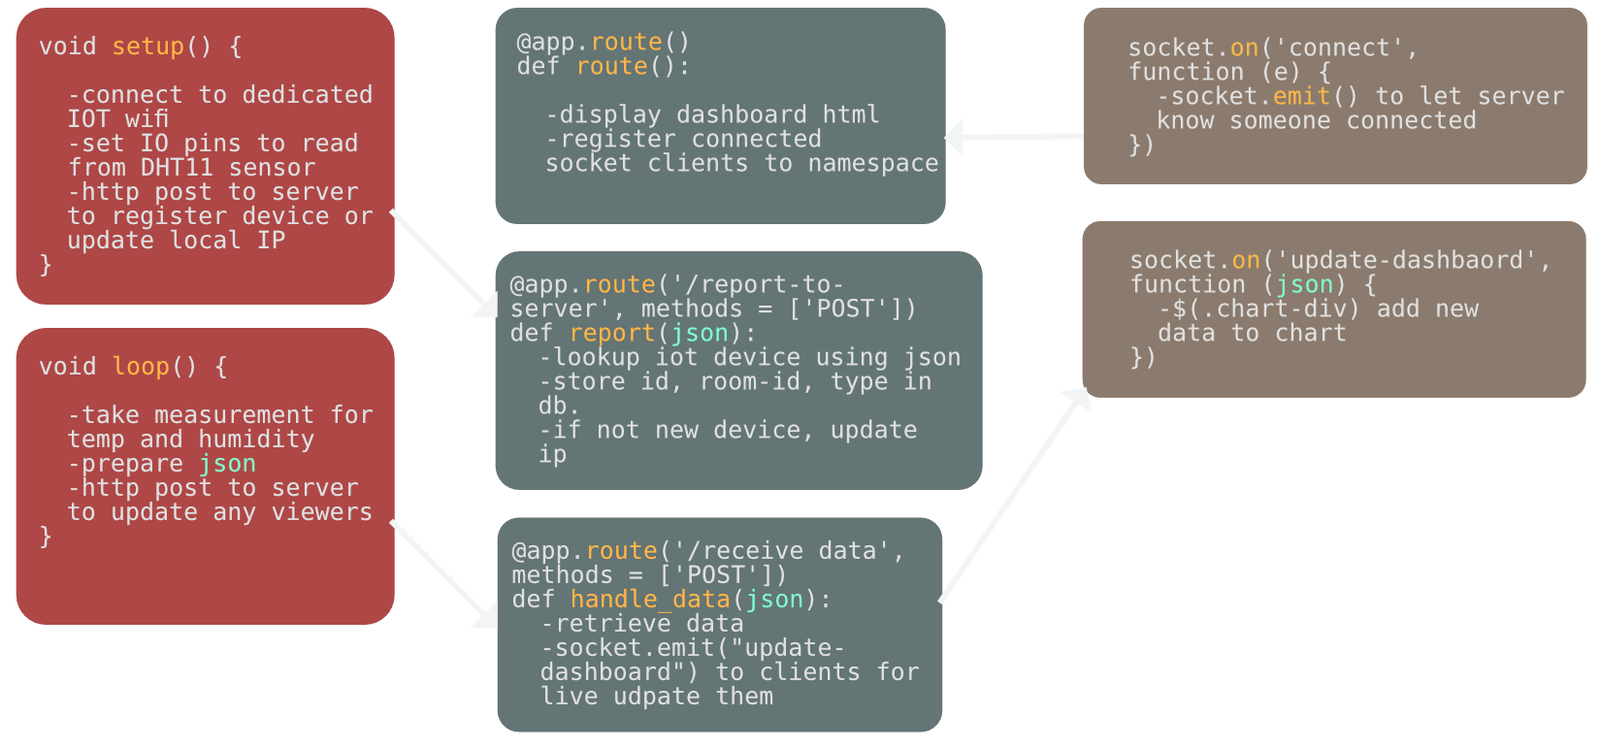 void setup() {
-connect to dedicated
IOT wifi
-set IO pins to read
from DHT11 sensor
-http post to server
to register device or
update local IP
}
void loop() {
-take measurement for
temp and humidity
-prepare json
-http post to server
to update any viewers
}
@app.route()
def route():
-display dashboard html
-register connected
socket clients to namespace
@app.route('/report-to-
server', methods = ['POST'])
def report(json):
-lookup iot device using json
-store id, room-id, type in
db.
-if not new device, update
ip
@app.route('/receive data',
methods = ['POST'])
def handle_data(json):
-retrieve data
-socket.emit("update-
dashboard") to clients for
live udpate them
socket.on('connect',
function (e) {
-socket.emit() to let server
know someone connected
})
socket.on('update-dashbaord',
function (json) {
-$(.chart-div) add new
data to chart
})